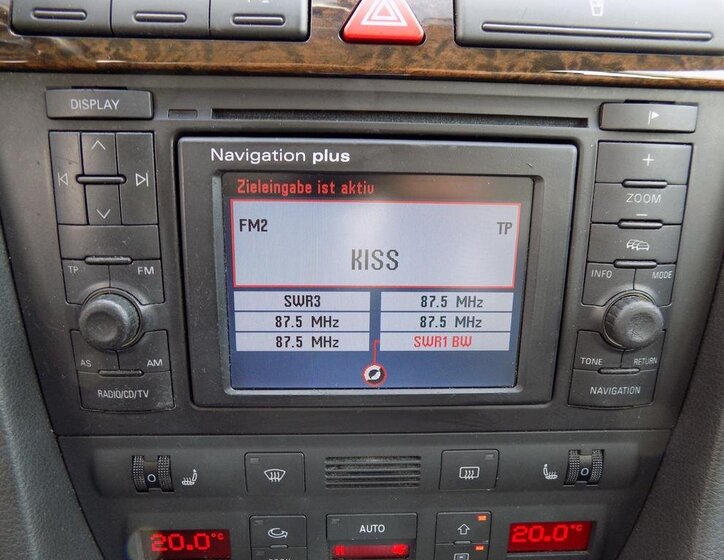 DISPLAY
Navigation plus
Zieleingabe ist aktiv
FM2 TP
KISS
SWR3 87.5 MHz
87.5 MHz 87.5 MHz
87.5 MHz SWR1 BW
TP FM
AS AM
RADIO/CD/TV
+
ZOOM
−
INFO MODE
TONE RETURN
NAVIGATION
0 0
20.0°C AUTO 20.0°C